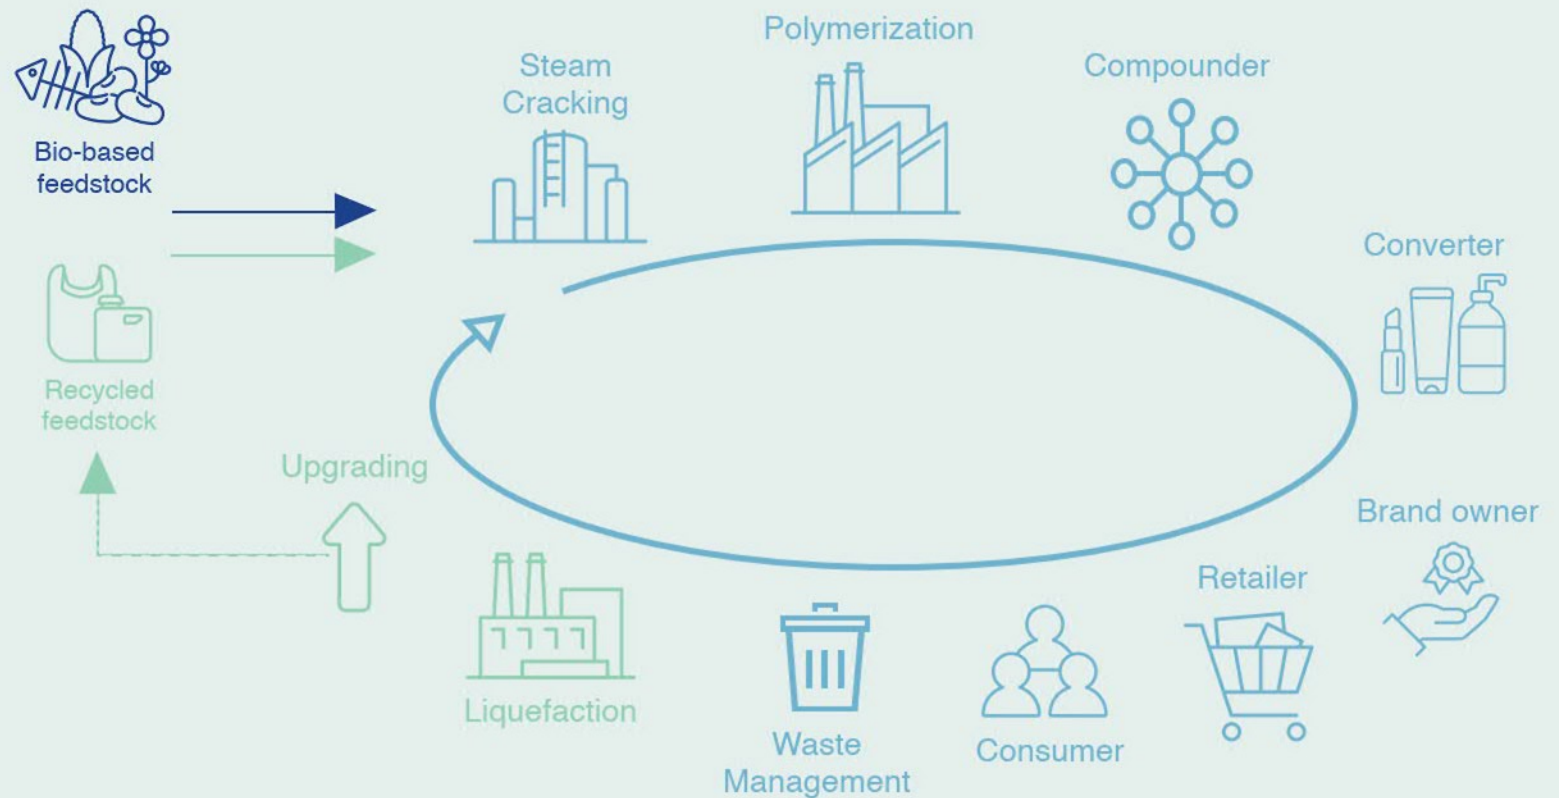 Polymerization
Steam
Cracking
Compounder
Bio-based
feedstock
Converter
Recycled
feedstock
Upgrading
Brand owner
Retailer
Liquefaction
Waste
Management
Consumer